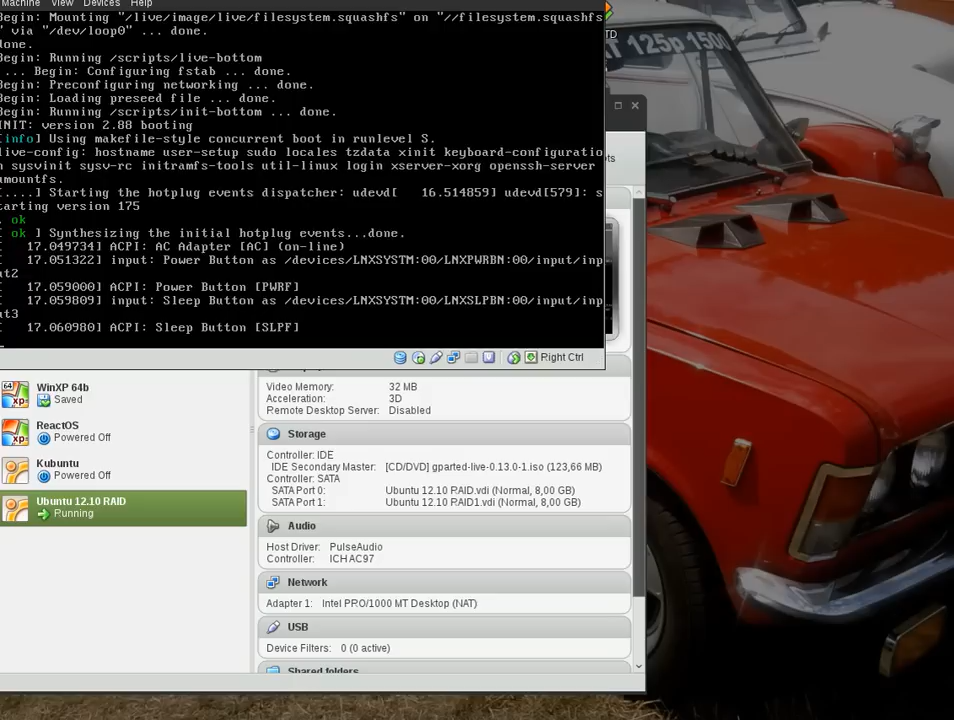 Machine View Devices Help
Begin: Mounting "/live/image/live/filesystem.squashfs" on "//filesystem.squashfs
" via "/dev/loop0" ... done.
done.
Begin: Running /scripts/live-bottom
... Begin: Configuring fstab ... done.
Begin: Preconfiguring networking ... done.
Begin: Loading preseed file ... done.
Begin: Running /scripts/init-bottom ... done.
INIT: version 2.88 booting
[info] Using makefile-style concurrent boot in runlevel S.
live-config: hostname user-setup sudo locales tzdata xinit keyboard-configuratio
n sysvinit sysv-rc initramfs-tools util-linux login xserver-xorg openssh-server
umountfs.
[....] Starting the hotplug events dispatcher: udevd[ 16.514859] udevd[579]: s
tarting version 175
. ok
[ ok ] Synthesizing the initial hotplug events...done.
[ 17.049734] ACPI: AC Adapter [AC] (on-line)
[ 17.051322] input: Power Button as /devices/LNXSYSTM:00/LNXPWRBN:00/input/inp
ut2
[ 17.059000] ACPI: Power Button [PWRF]
[ 17.059809] input: Sleep Button as /devices/LNXSYSTM:00/LNXSLPBN:00/input/inp
ut3
[ 17.060980] ACPI: Sleep Button [SLPF]
Right Ctrl
125p 1500
WinXP 64b
Saved
ReactOS
Powered Off
Kubuntu
Powered Off
Ubuntu 12.10 RAID
Running
Video Memory: 32 MB
Acceleration: 3D
Remote Desktop Server: Disabled
Storage
Controller: IDE
IDE Secondary Master: [CD/DVD] gparted-live-0.13.0-1.iso (123,66 MB)
Controller: SATA
SATA Port 0: Ubuntu 12.10 RAID.vdi (Normal, 8,00 GB)
SATA Port 1: Ubuntu 12.10 RAID1.vdi (Normal, 8,00 GB)
Audio
Host Driver: PulseAudio
Controller: ICH AC97
Network
Adapter 1: Intel PRO/1000 MT Desktop (NAT)
USB
Device Filters: 0 (0 active)
Shared folders